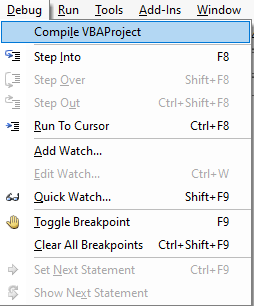 Debug Run Tools Add-Ins Window
Compile VBAProject
Step Into F8
Step Over Shift+F8
Step Out Ctrl+Shift+F8
Run To Cursor Ctrl+F8
Add Watch...
Edit Watch... Ctrl+W
Quick Watch... Shift+F9
Toggle Breakpoint F9
Clear All Breakpoints Ctrl+Shift+F9
Set Next Statement Ctrl+F9
Show Next Statement